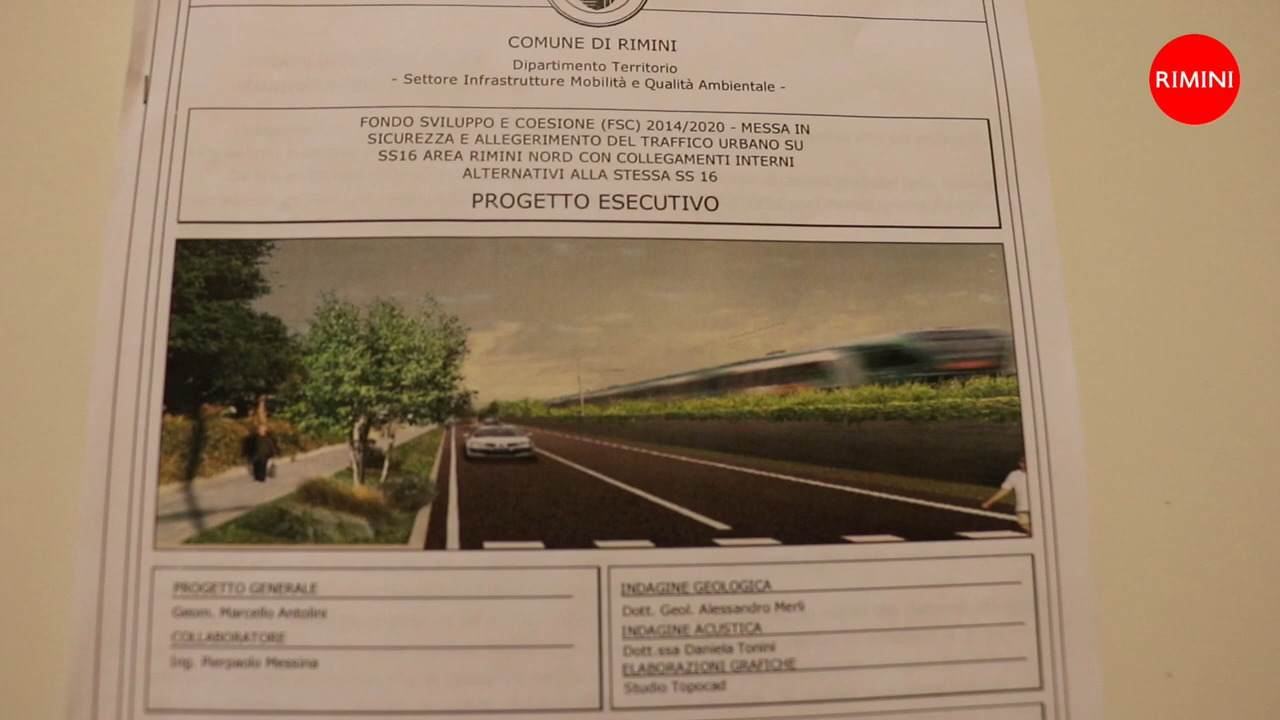 COMUNE DI RIMINI
Dipartimento Territorio
- Settore Infrastrutture Mobilità e Qualità Ambientale -
RIMINI
FONDO SVILUPPO E COESIONE (FSC) 2014/2020 - MESSA IN
SICUREZZA E ALLEGERIMENTO DEL TRAFFICO URBANO SU
SS16 AREA RIMINI NORD CON COLLEGAMENTI INTERNI
ALTERNATIVI ALLA STESSA SS 16
PROGETTO ESECUTIVO
PROGETTO GENERALE
Geom. Marcello Antolini
COLLABORATORE
Ing. Pierpaolo Messina
INDAGINE GEOLOGICA
Dott. Geol. Alessandro Merli
INDAGINE ACUSTICA
Dott.ssa Daniela Tonini
ELABORAZIONI GRAFICHE
Studio Topocad